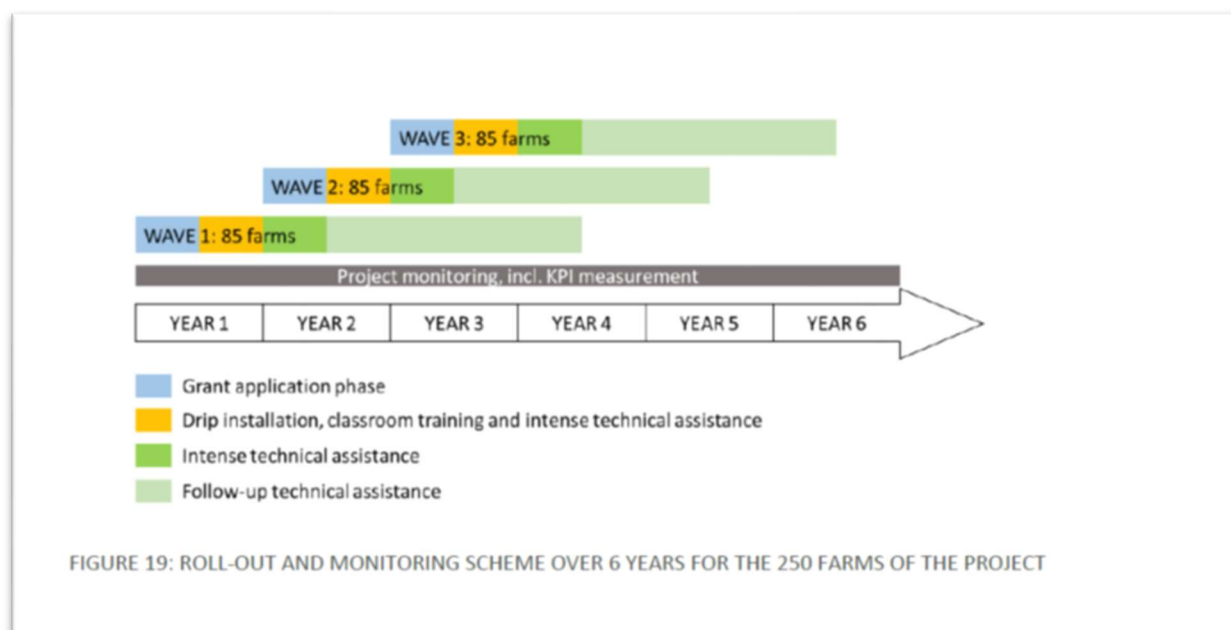 WAVE 3: 85 farms
WAVE 2: 85 farms
WAVE 1: 85 farms
Project monitoring, incl. KPI measurement
YEAR 1 YEAR 2 YEAR 3 YEAR 4 YEAR 5 YEAR 6
Grant application phase
Drip installation, classroom training and intense technical assistance
Intense technical assistance
Follow-up technical assistance
FIGURE 19: ROLL-OUT AND MONITORING SCHEME OVER 6 YEARS FOR THE 250 FARMS OF THE PROJECT